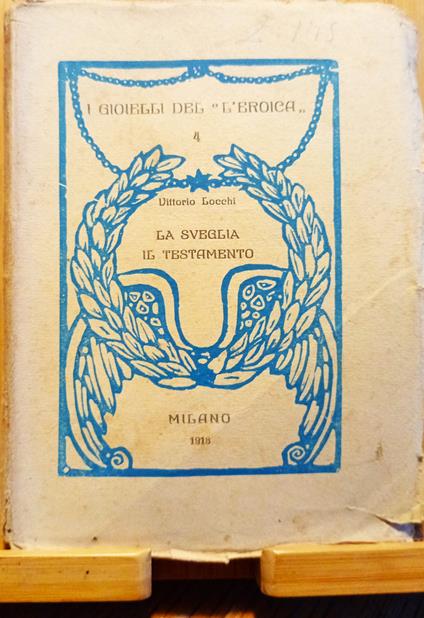 I GIOIELLI DEL "L'EROICA„
4
Vittorio Locchi
LA SVEGLIA
IL TESTAMENTO
MILANO
1918